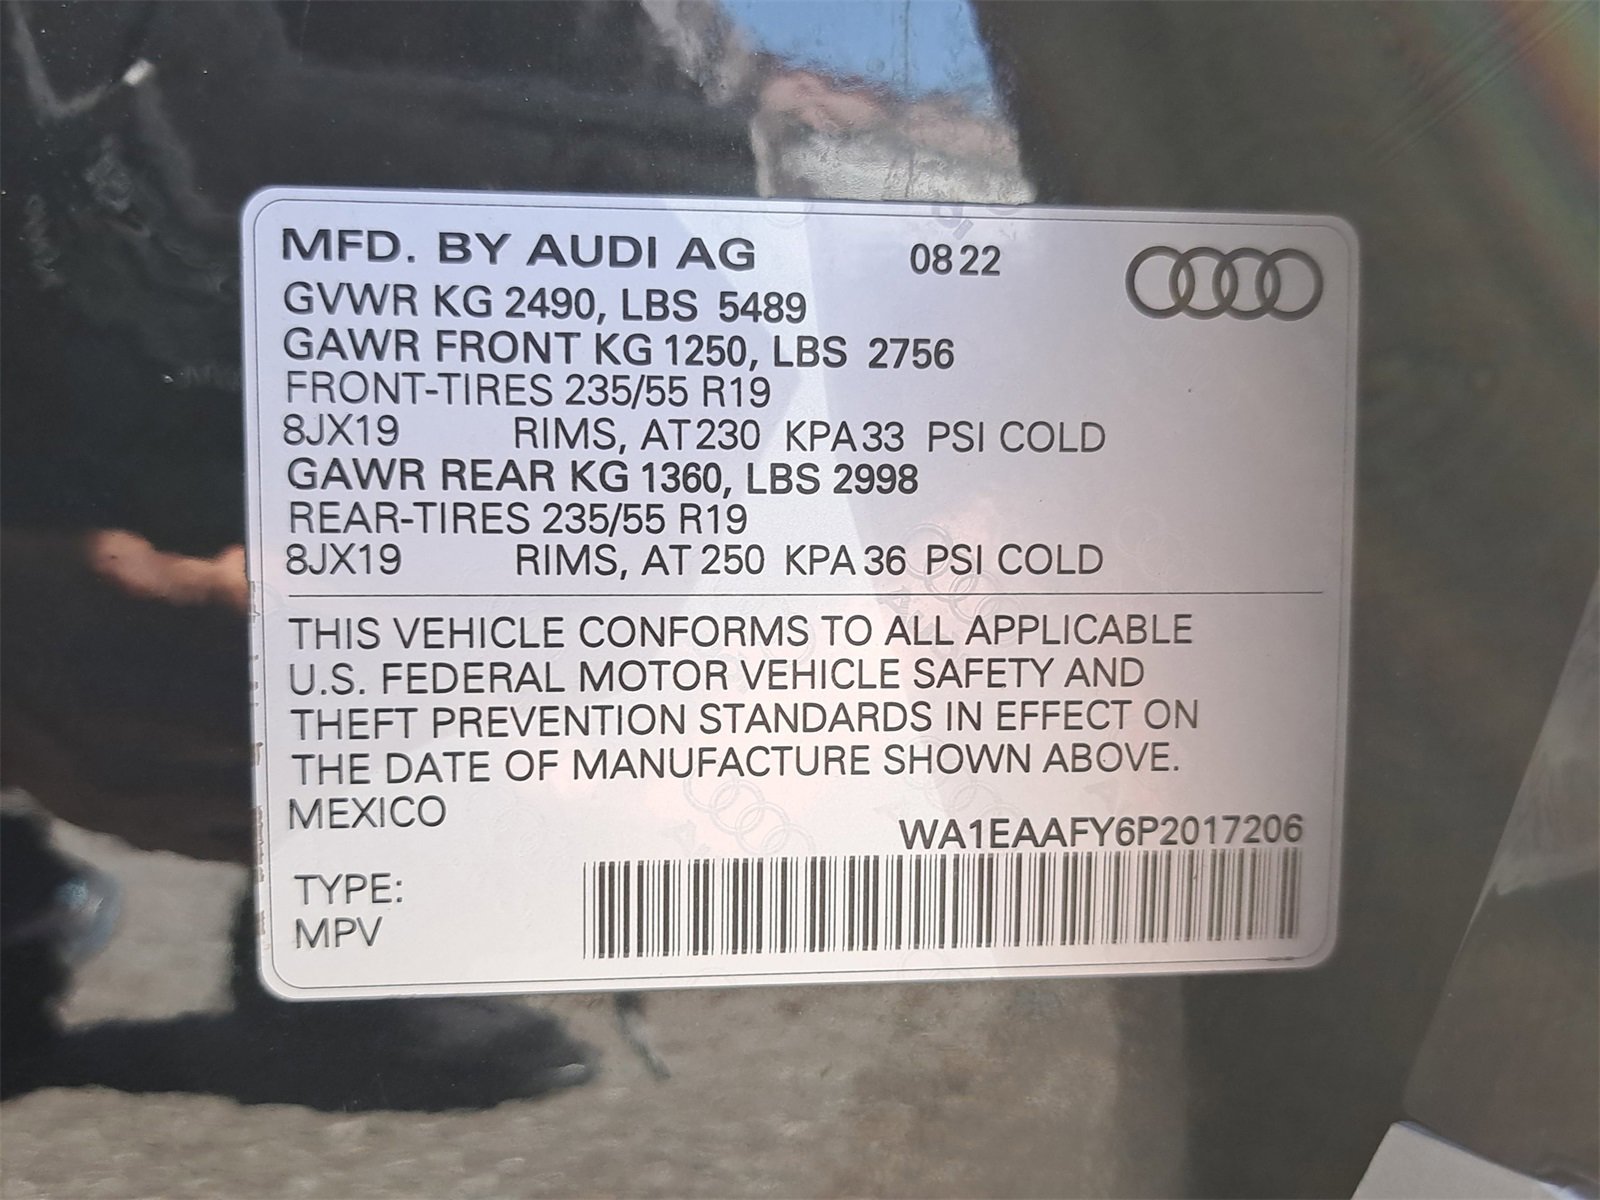 MFD. BY AUDI AG 0822
GVWR KG 2490, LBS 5489
GAWR FRONT KG 1250, LBS 2756
FRONT-TIRES 235/55 R19
8JX19 RIMS, AT 230 KPA 33 PSI COLD
GAWR REAR KG 1360, LBS 2998
REAR-TIRES 235/55 R19
8JX19 RIMS, AT 250 KPA 36 PSI COLD
THIS VEHICLE CONFORMS TO ALL APPLICABLE
U.S. FEDERAL MOTOR VEHICLE SAFETY AND
THEFT PREVENTION STANDARDS IN EFFECT ON
THE DATE OF MANUFACTURE SHOWN ABOVE.
MEXICO
WA1EAAFY6P2017206
TYPE:
MPV